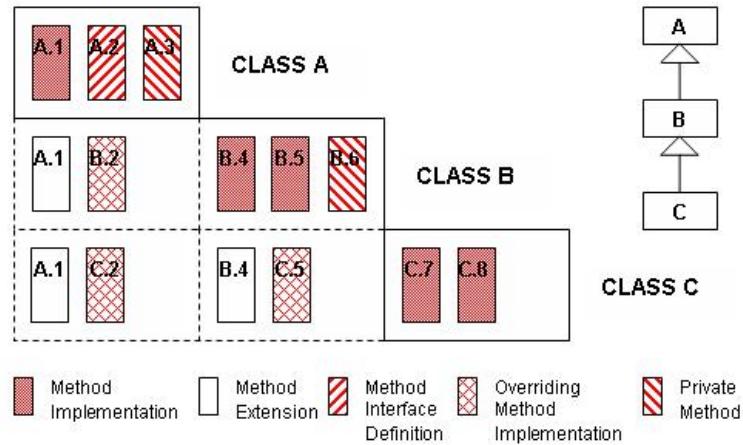 A.1 A.2 A.3
CLASS A
A
A.1 B.2 B.4 B.5 B.6
CLASS B
B
A.1 C.2 B.4 C.5 C.7 C.8
CLASS C
C
Method
Implementation
Method
Extension
Method
Interface
Definition
Overriding
Method
Implementation
Private
Method